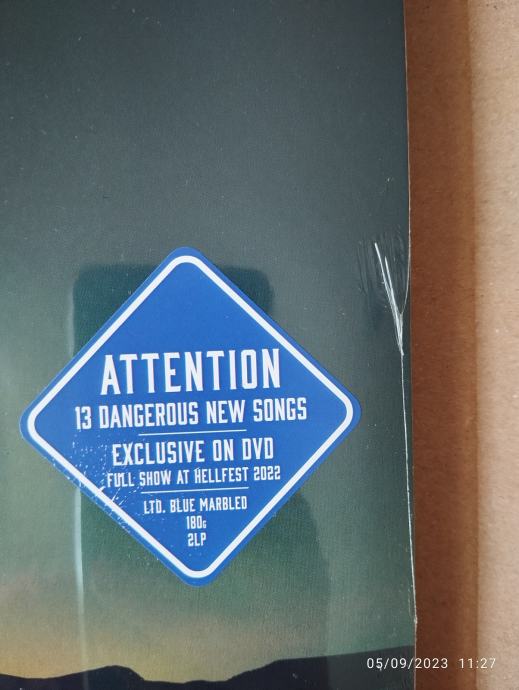 ATTENTION
13 DANGEROUS NEW SONGS
EXCLUSIVE ON DVD
FULL SHOW AT HELLFEST 2022
LTD. BLUE MARBLED
180G
2LP
05/09/2023 11:27